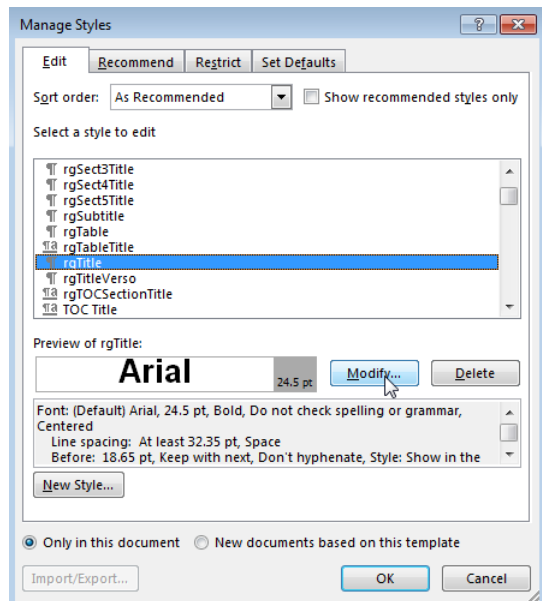 Manage Styles
Edit Recommend Restrict Set Defaults
Sort order: As Recommended Show recommended styles only
Select a style to edit
¶ rgSect3Title
¶ rgSect4Title
¶ rgSect5Title
¶ rgSubtitle
¶ rgTable
¶a rgTableTitle
¶ rgTitle
¶ rgTitleVerso
¶a rgTOCSectionTitle
¶a TOC Title
Preview of rgTitle:
Arial 24.5 pt Modify... Delete
Font: (Default) Arial, 24.5 pt, Bold, Do not check spelling or grammar,
Centered
Line spacing: At least 32.35 pt, Space
Before: 18.65 pt, Keep with next, Don't hyphenate, Style: Show in the
New Style...
Only in this document New documents based on this template
Import/Export... OK Cancel